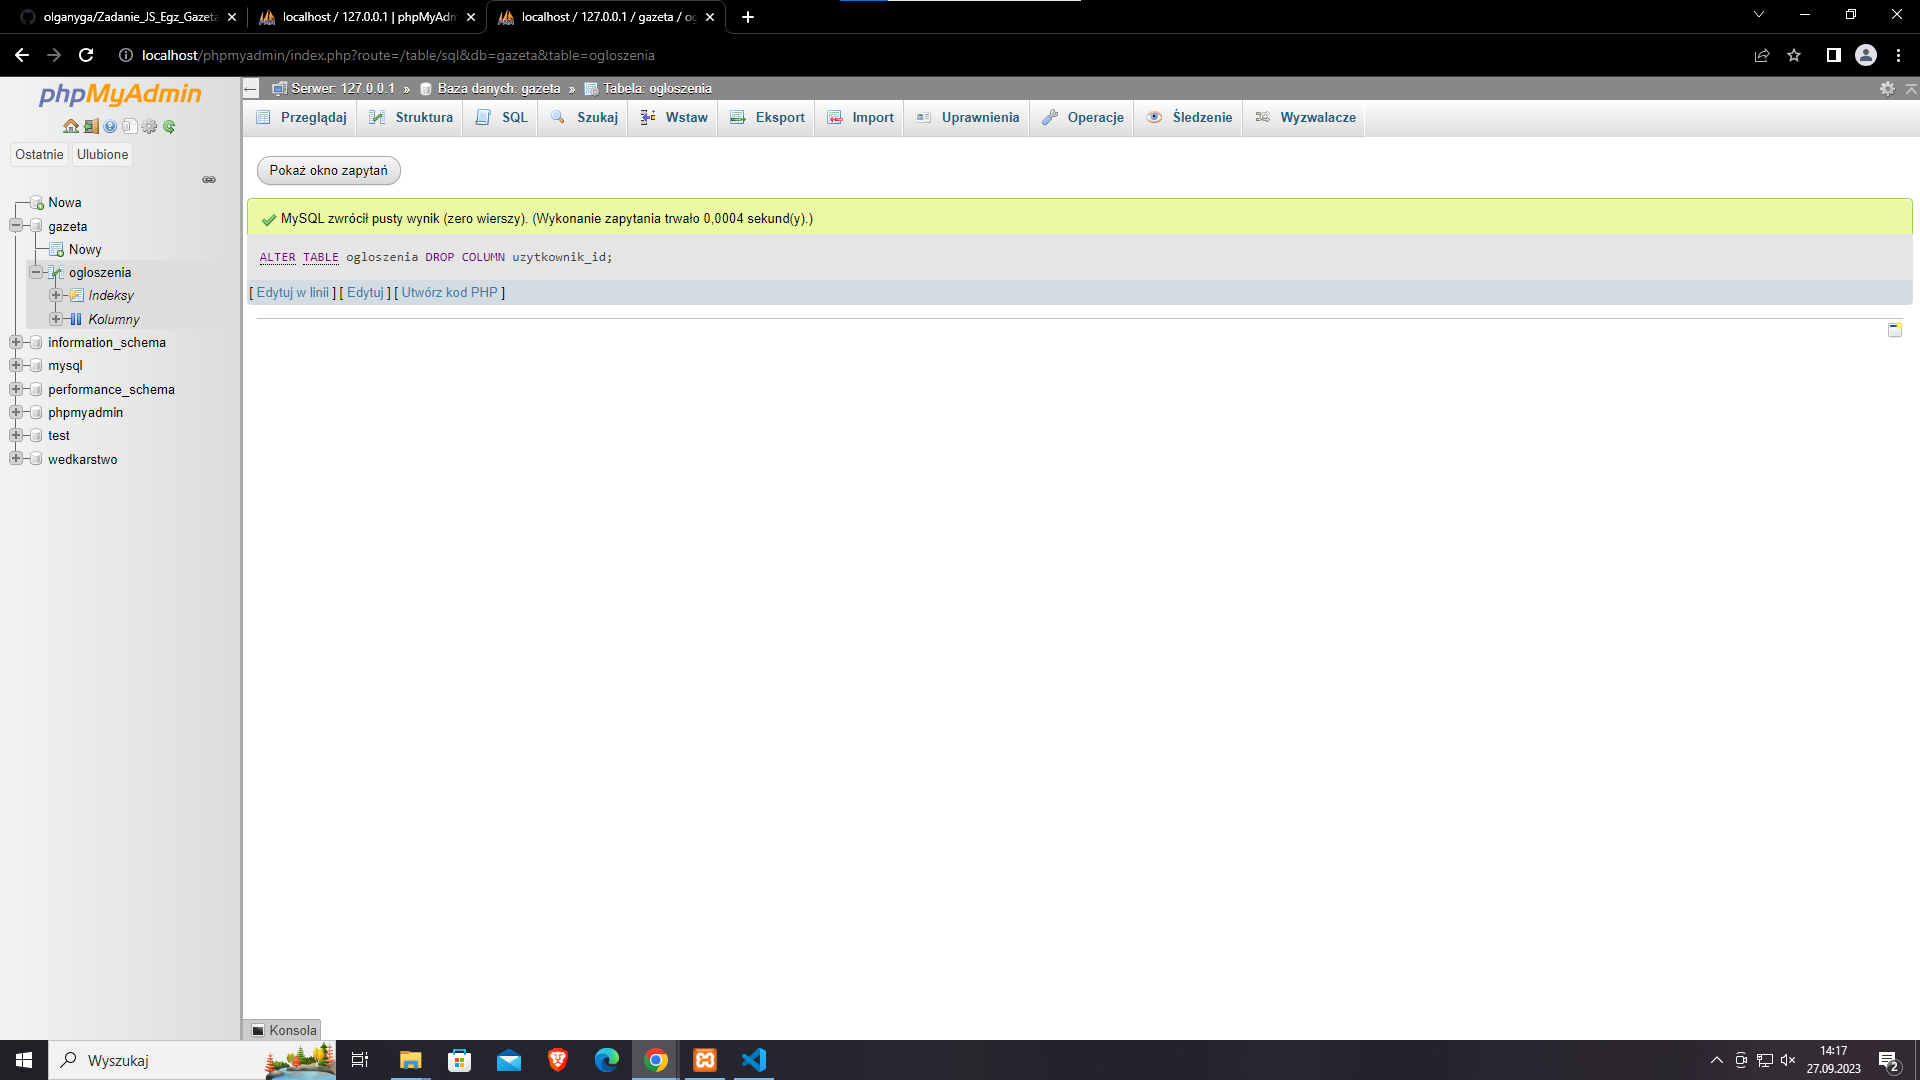 olganyga/Zadanie_JS_Egz_Gazeta
localhost / 127.0.0.1 | phpMyAdm
localhost / 127.0.0.1 / gazeta / og
localhost/phpmyadmin/index.php?route=/table/sql&db=gazeta&table=ogloszenia
phpMyAdmin
Ostatnie Ulubione
Nowa
gazeta
Nowy
ogloszenia
Indeksy
Kolumny
information_schema
mysql
performance_schema
phpmyadmin
test
wedkarstwo
Serwer: 127.0.0.1 » Baza danych: gazeta » Tabela: ogloszenia
Przeglądaj Struktura SQL Szukaj Wstaw Eksport Import Uprawnienia Operacje Śledzenie Wyzwalacze
Pokaż okno zapytań
MySQL zwrócił pusty wynik (zero wierszy). (Wykonanie zapytania trwało 0,0004 sekund(y).)
ALTER TABLE ogloszenia DROP COLUMN uzytkownik_id;
[ Edytuj w linii ] [ Edytuj ] [ Utwórz kod PHP ]
Konsola
Wyszukaj
14:17
27.09.2023
2